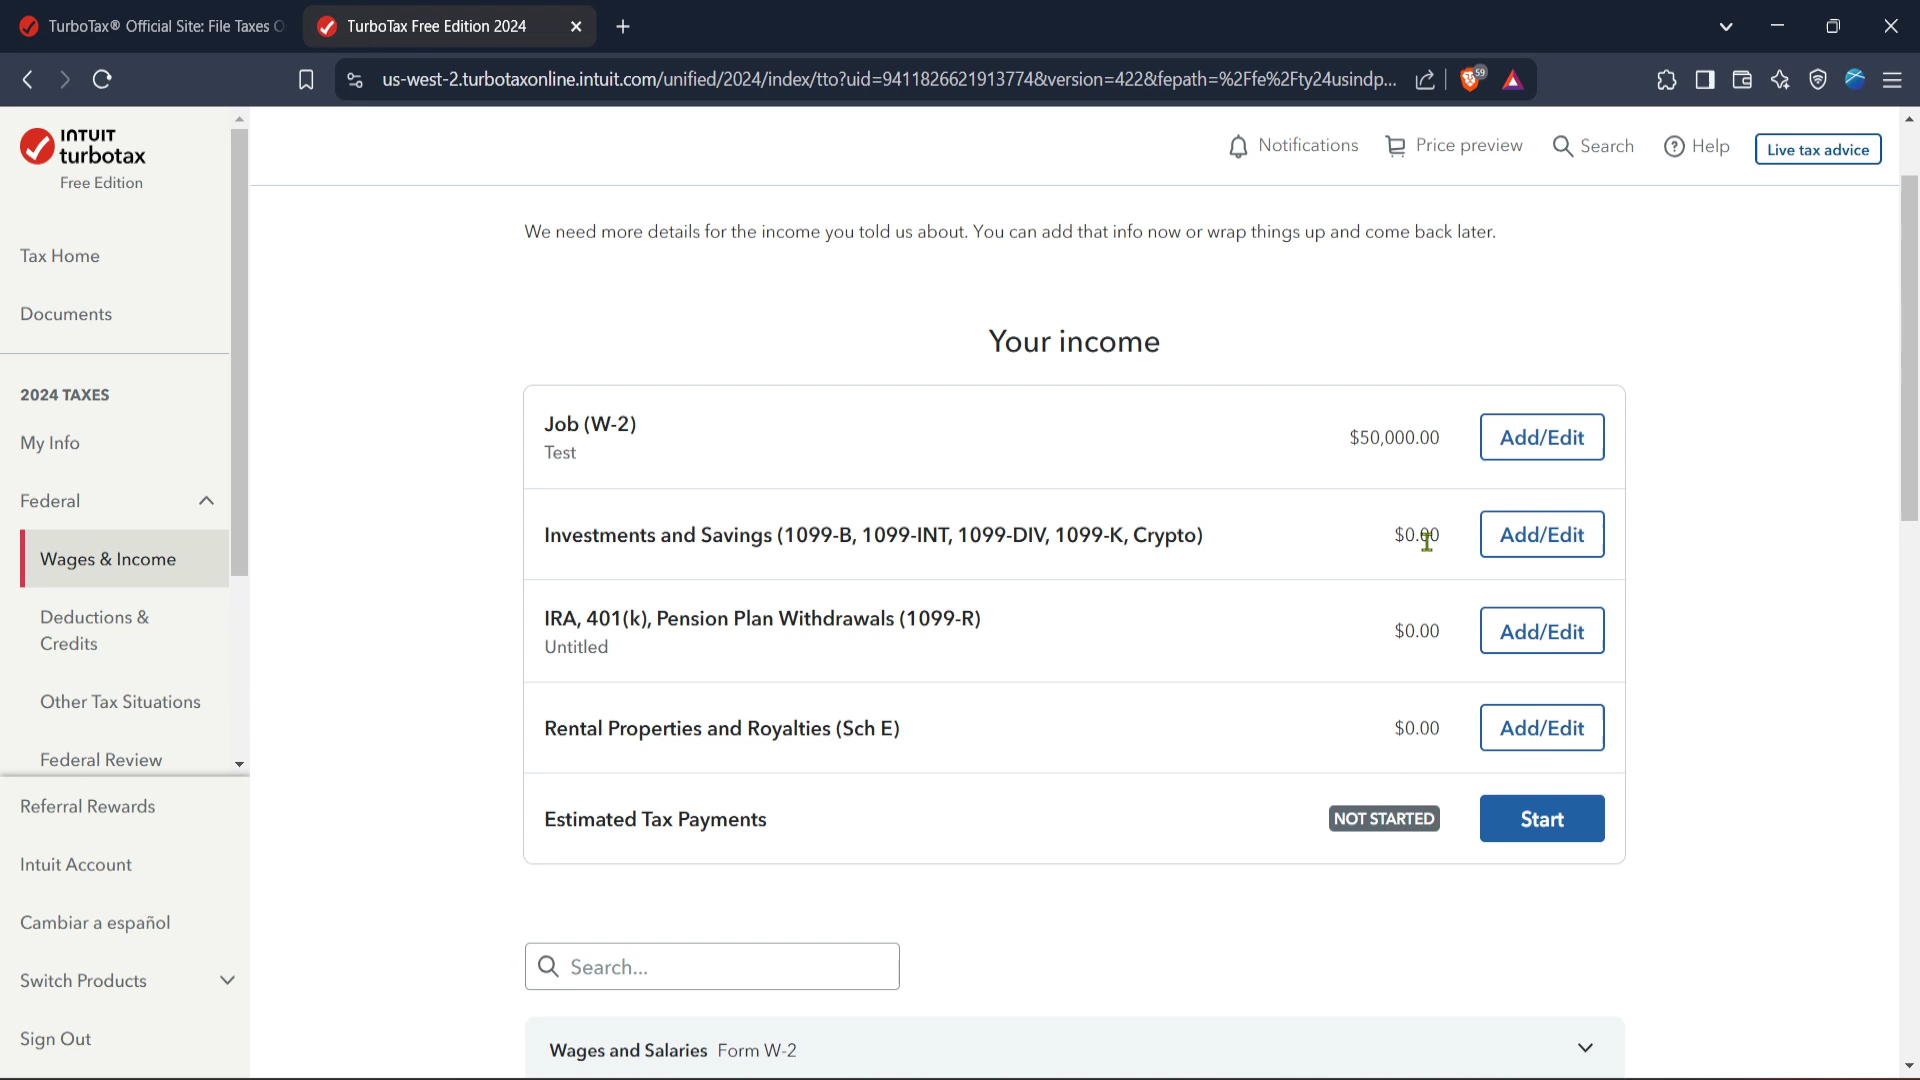 TurboTax® Official Site: File Taxes O
TurboTax Free Edition 2024
us-west-2.turbotaxonline.intuit.com/unified/2024/index/tto?uid=9411826621913774&version=422&fepath=%2Ffe%2Fty24usindp...
59
INTUIT
turbotax
Free Edition
Notifications
Price preview
Search
Help
Live tax advice
Tax Home
Documents
2024 TAXES
My Info
Federal
Wages & Income
Deductions &
Credits
Other Tax Situations
Federal Review
Referral Rewards
Intuit Account
Cambiar a español
Switch Products
Sign Out
We need more details for the income you told us about. You can add that info now or wrap things up and come back later.
Your income
Job (W-2)
Test
$50,000.00
Add/Edit
Investments and Savings (1099-B, 1099-INT, 1099-DIV, 1099-K, Crypto)
$0.00
Add/Edit
IRA, 401(k), Pension Plan Withdrawals (1099-R)
Untitled
$0.00
Add/Edit
Rental Properties and Royalties (Sch E)
$0.00
Add/Edit
Estimated Tax Payments
NOT STARTED
Start
Search...
Wages and Salaries Form W-2